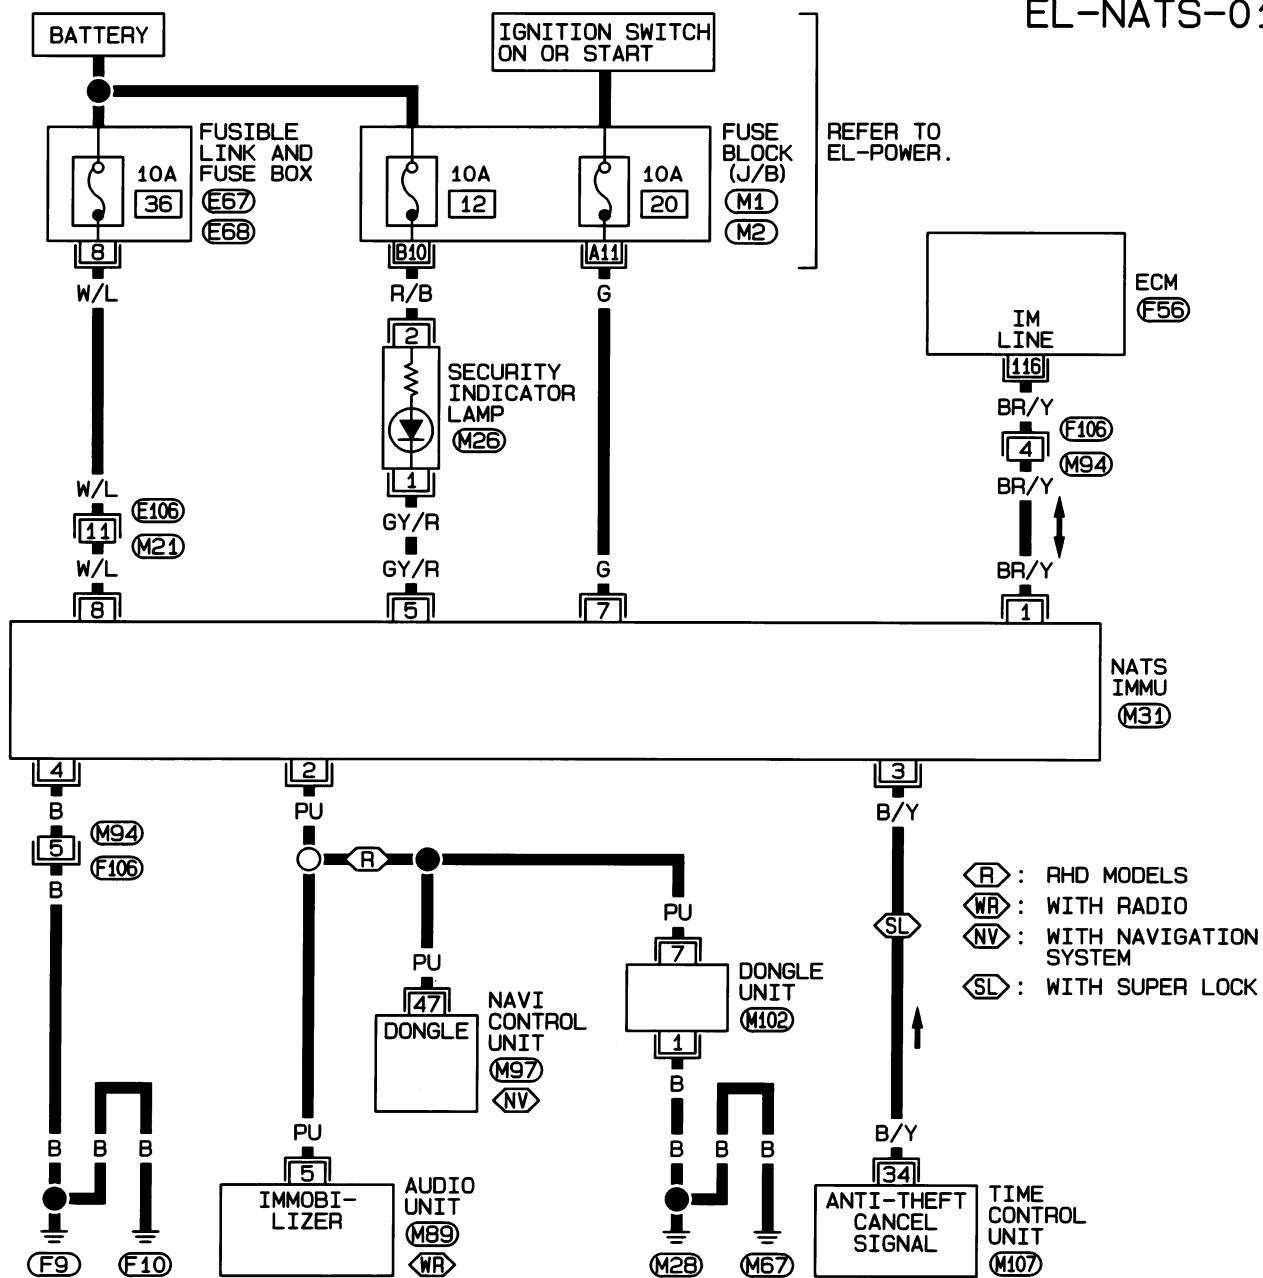 EL-NATS-01
BATTERY
IGNITION SWITCH
ON OR START
FUSIBLE
LINK AND
FUSE BOX
E67
E68
10A
36
10A
12
10A
20
FUSE
BLOCK
(J/B)
M1
M2
REFER TO
EL-POWER.
8
B10
A11
W/L
R/B
G
ECM
F56
IM
LINE
116
2
SECURITY
INDICATOR
LAMP
M26
1
BR/Y
F106
4
M94
BR/Y
W/L
E106
11
M21
W/L
GY/R
GY/R
G
BR/Y
8
5
7
1
NATS
IMMU
M31
4
2
3
B
PU
B/Y
M94
5
F106
B
R
R : RHD MODELS
WR : WITH RADIO
NV : WITH NAVIGATION
SYSTEM
SL : WITH SUPER LOCK
PU
SL
7
DONGLE
UNIT
M102
1
PU
47
DONGLE
NAVI
CONTROL
UNIT
M97
NV
B
B
B
B
PU
B
B
B
B/Y
5
IMMOBI-
LIZER
AUDIO
UNIT
M89
WR
34
ANTI-THEFT
CANCEL
SIGNAL
TIME
CONTROL
UNIT
M107
F9
F10
M28
M67